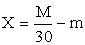 X = M/30 − m